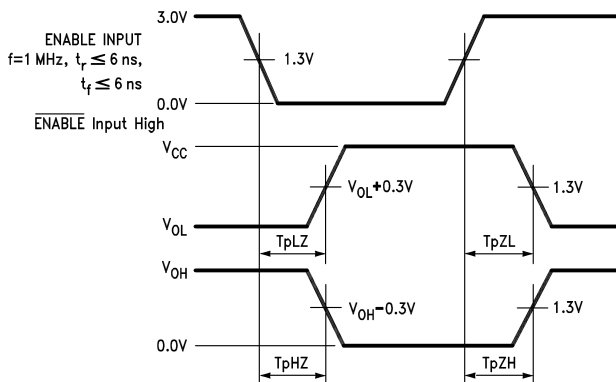 3.0V
ENABLE INPUT
f=1 MHz, tr ≤ 6 ns,
tf ≤ 6 ns
1.3V
0.0V
ENABLE Input High
VCC
VOL+0.3V
1.3V
VOL
TpLZ
TpZL
VOH
VOH−0.3V
1.3V
0.0V
TpHZ
TpZH